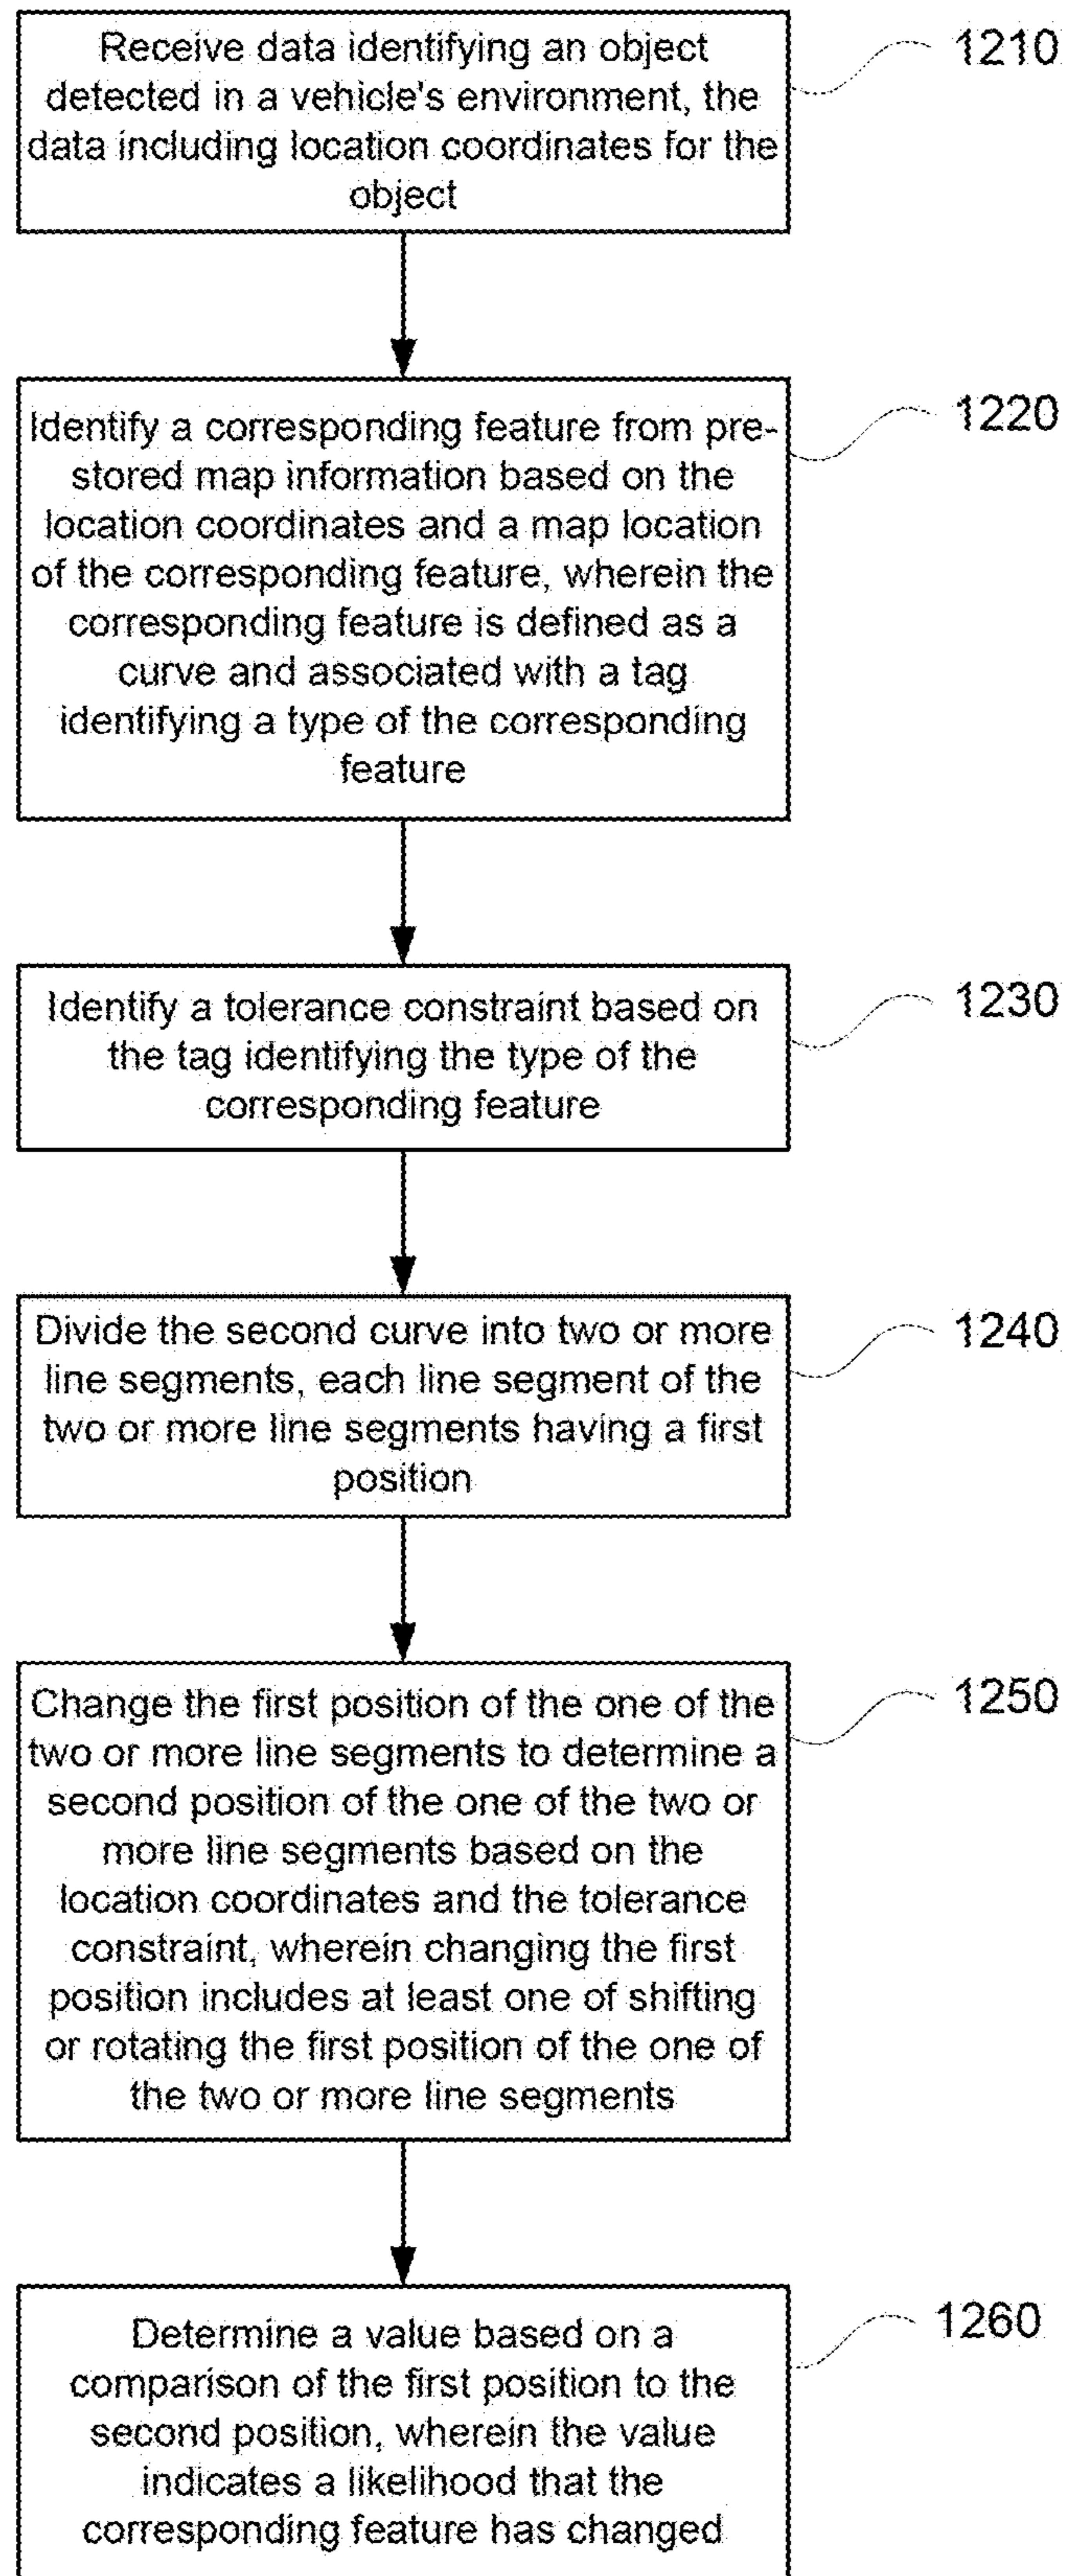 Receive data identifying an object
detected in a vehicle's environment, the
data including location coordinates for the
object
1210
Identify a corresponding feature from pre-
stored map information based on the
location coordinates and a map location
of the corresponding feature, wherein the
corresponding feature is defined as a
curve and associated with a tag
identifying a type of the corresponding
feature
1220
Identify a tolerance constraint based on
the tag identifying the type of the
corresponding feature
1230
Divide the second curve into two or more
line segments, each line segment of the
two or more line segments having a first
position
1240
Change the first position of the one of the
two or more line segments to determine a
second position of the one of the two or
more line segments based on the
location coordinates and the tolerance
constraint, wherein changing the first
position includes at least one of shifting
or rotating the first position of the one of
the two or more line segments
1250
Determine a value based on a
comparison of the first position to the
second position, wherein the value
indicates a likelihood that the
corresponding feature has changed
1260